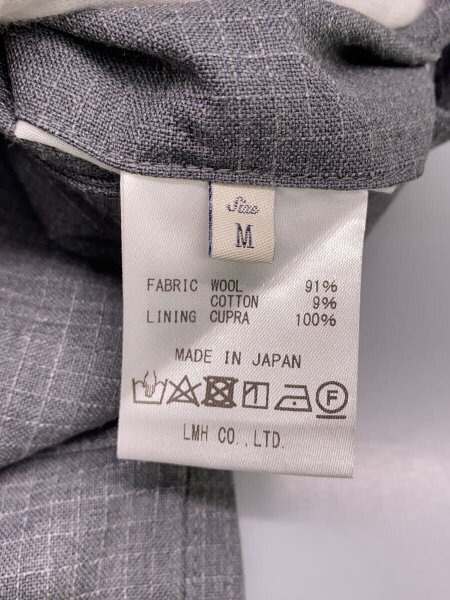 Size
M
FABRIC WOOL 91%
COTTON 9%
LINING CUPRA 100%
MADE IN JAPAN
F
LMH CO.,LTD.